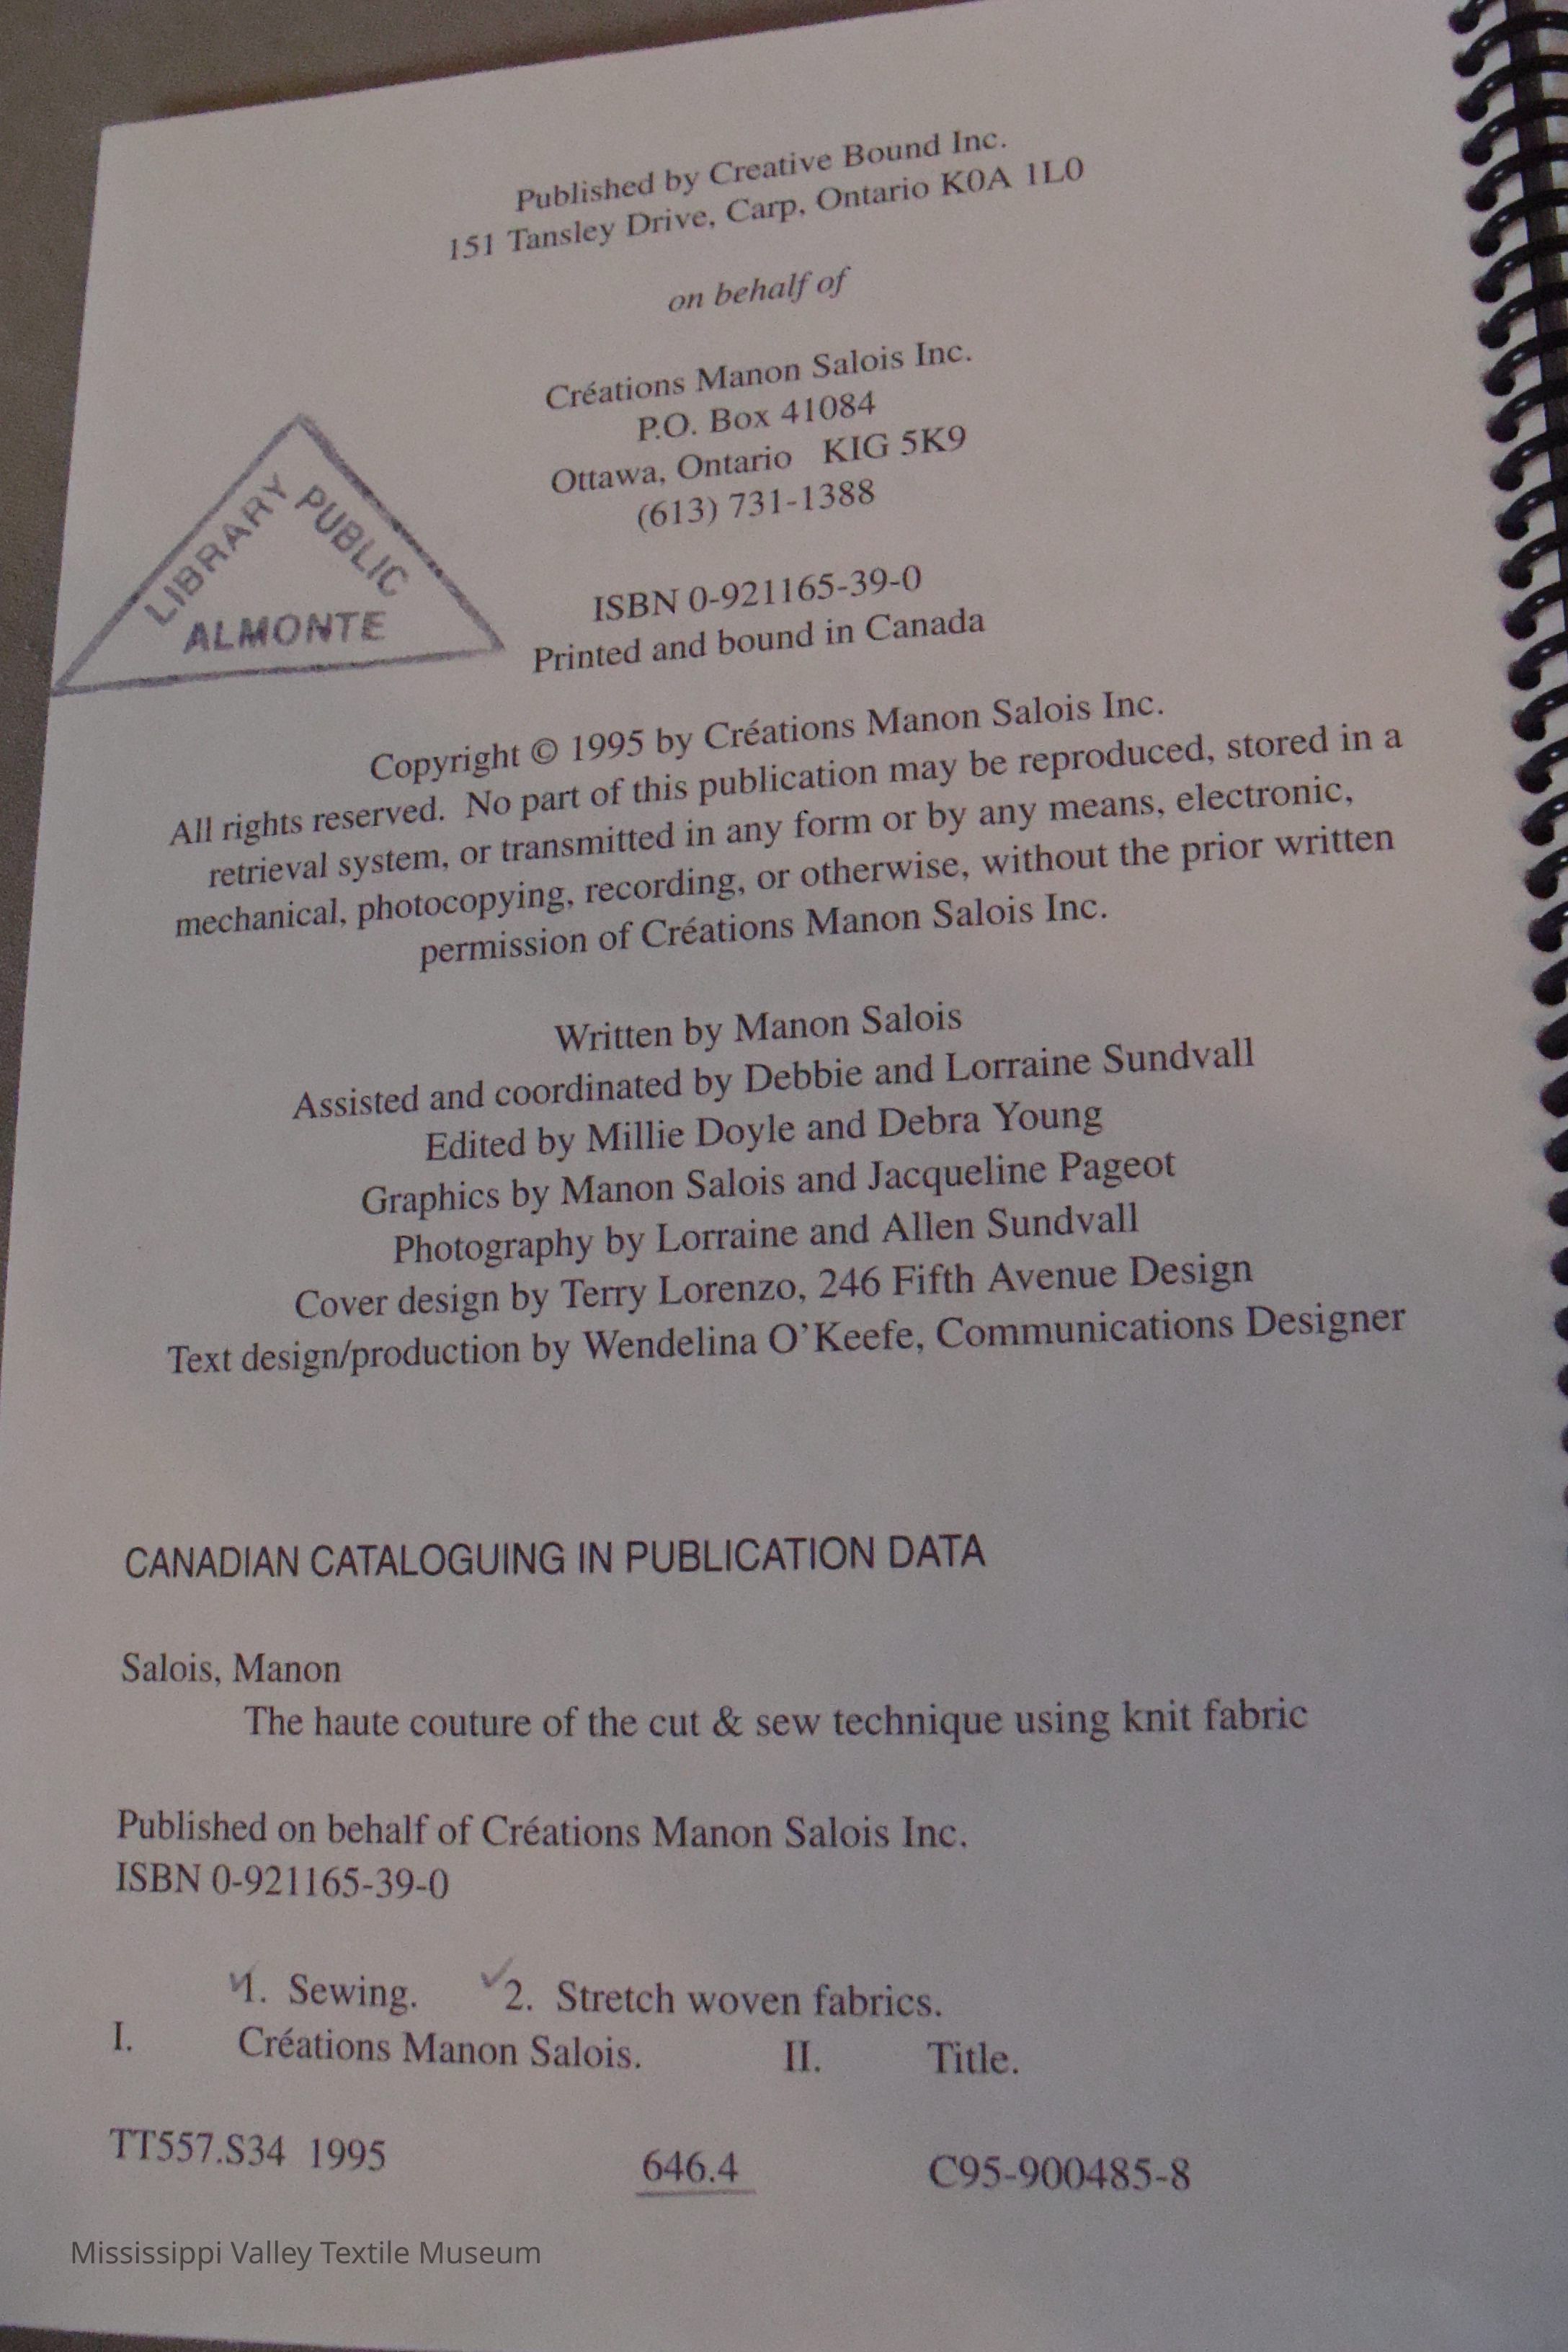 Published by Creative Bound Inc.
151 Tansley Drive, Carp, Ontario K0A 1L0
on behalf of
Créations Manon Salois Inc.
P.O. Box 41084
Ottawa, Ontario KIG 5K9
(613) 731-1388
LIBRARY
PUBLIC
ALMONTE
ISBN 0-921165-39-0
Printed and bound in Canada
Copyright © 1995 by Créations Manon Salois Inc.
All rights reserved. No part of this publication may be reproduced, stored in a
retrieval system, or transmitted in any form or by any means, electronic,
mechanical, photocopying, recording, or otherwise, without the prior written
permission of Créations Manon Salois Inc.
Written by Manon Salois
Assisted and coordinated by Debbie and Lorraine Sundvall
Edited by Millie Doyle and Debra Young
Graphics by Manon Salois and Jacqueline Pageot
Photography by Lorraine and Allen Sundvall
Cover design by Terry Lorenzo, 246 Fifth Avenue Design
Text design/production by Wendelina O'Keefe, Communications Designer
CANADIAN CATALOGUING IN PUBLICATION DATA
Salois, Manon
The haute couture of the cut & sew technique using knit fabric
Published on behalf of Créations Manon Salois Inc.
ISBN 0-921165-39-0
1. Sewing. 2. Stretch woven fabrics.
I. Créations Manon Salois. II. Title.
TT557.S34 1995 646.4 C95-900485-8
Mississippi Valley Textile Museum